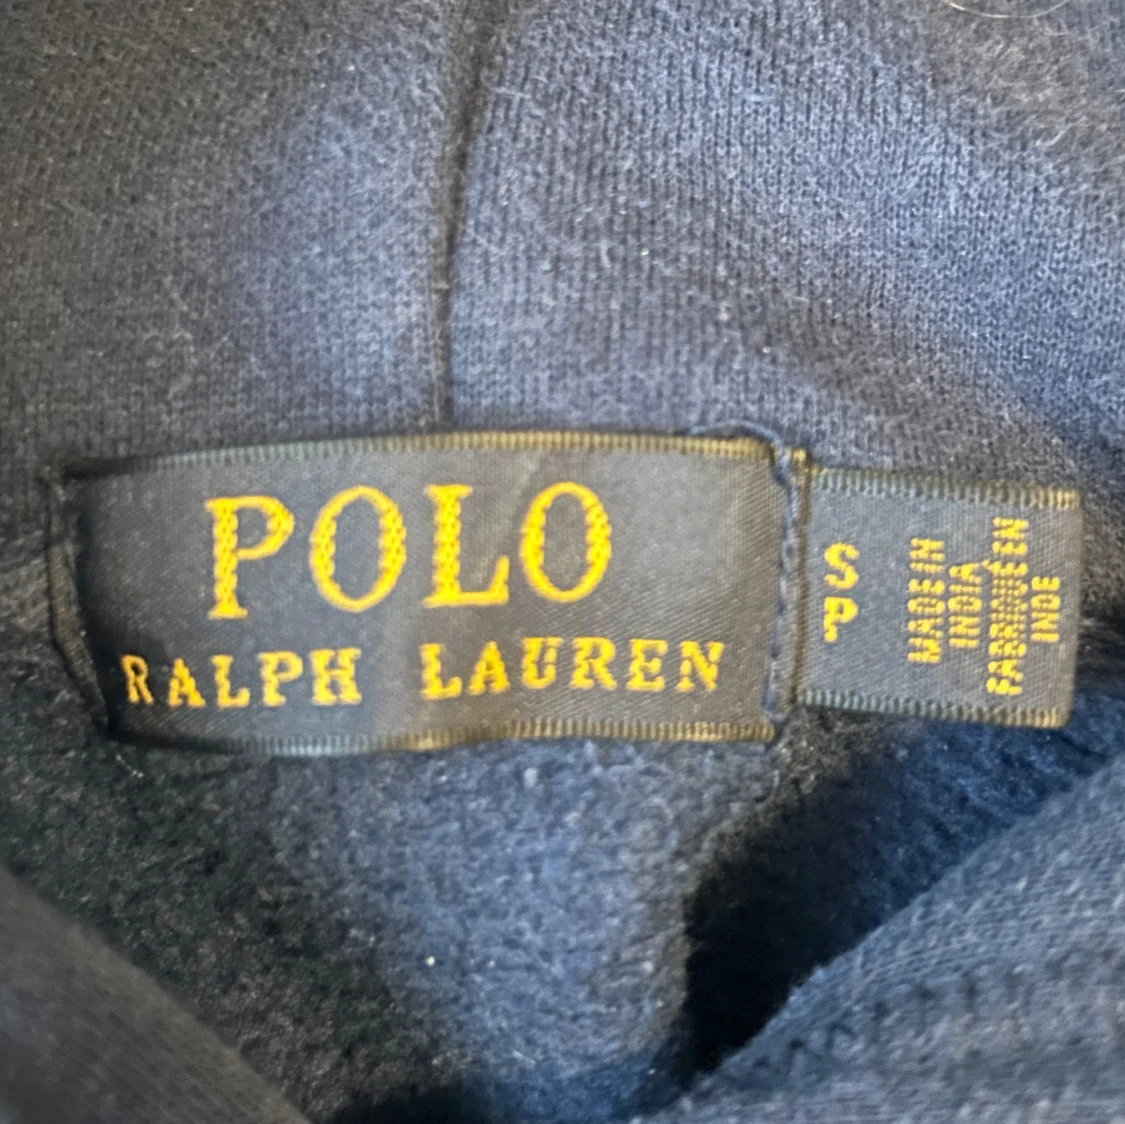 POLO
RALPH LAUREN
S
P
MADE IN
INDIA
FABRIQUÉ EN
INDE